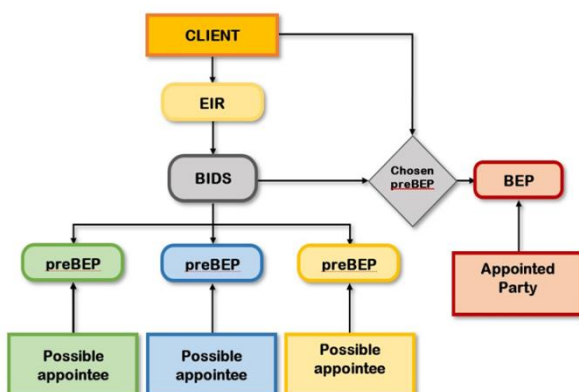 CLIENT
EIR
BIDS
Chosen
preBEP
BEP
preBEP
preBEP
preBEP
Appointed
Party
Possible
appointee
Possible
appointee
Possible
appointee